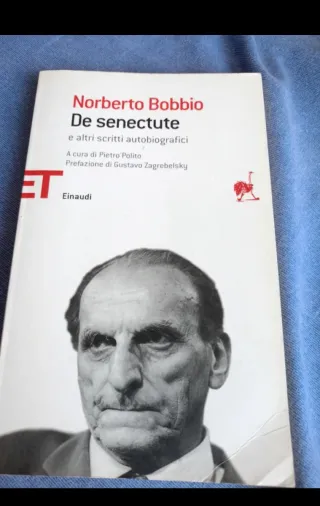 Norberto Bobbio
De senectute
e altri scritti autobiografici
A cura di Pietro Polito
Prefazione di Gustavo Zagrebelsky
ET
Einaudi